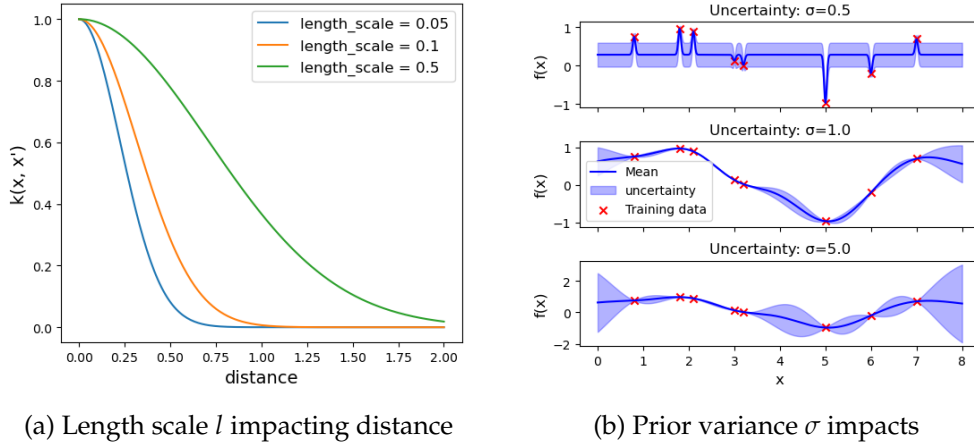 1.0
0.8
0.6
0.4
0.2
0.0
k(x, x')
length_scale = 0.05
length_scale = 0.1
length_scale = 0.5
0.00 0.25 0.50 0.75 1.00 1.25 1.50 1.75 2.00
distance
(a) Length scale l impacting distance
Uncertainty: σ=0.5
1
0
−1
f(x)
Uncertainty: σ=1.0
1
0
−1
f(x)
Mean
uncertainty
Training data
Uncertainty: σ=5.0
2
0
−2
f(x)
0 1 2 3 4 5 6 7 8
x
(b) Prior variance σ impacts